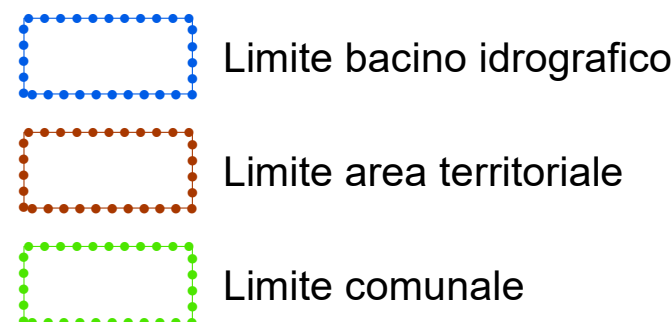 Limite bacino idrografico
Limite area territoriale
Limite comunale